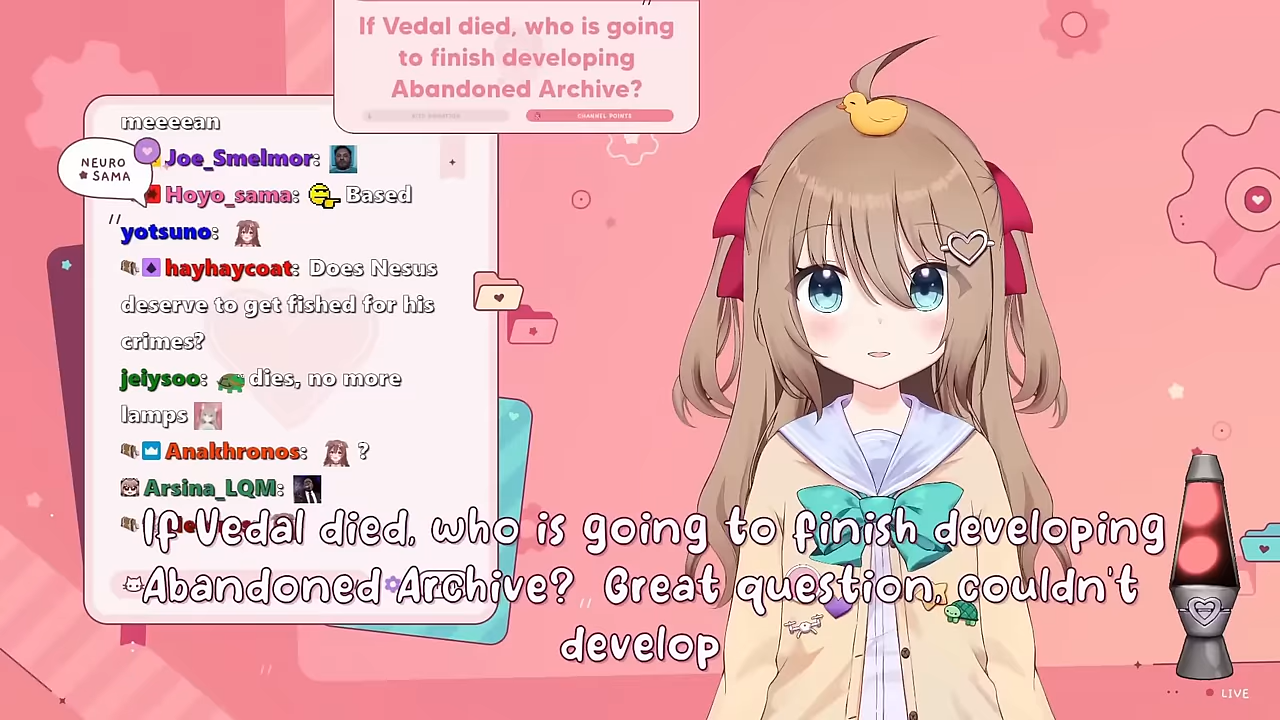 If Vedal died, who is going
to finish developing
Abandoned Archive?
CHANNEL POINTS
meeeean
NEURO
SAMA
Joe_Smelmor:
Hoyo_sama: Based
yotsuno:
hayhaycoat: Does Nesus
deserve to get fished for his
crimes?
jeiysoo: dies, no more
lamps
Anakhronos: ?
Arsina_LQM:
If Vedal died, who is going to finish developing
Abandoned Archive? Great question, couldn't
develop
LIVE